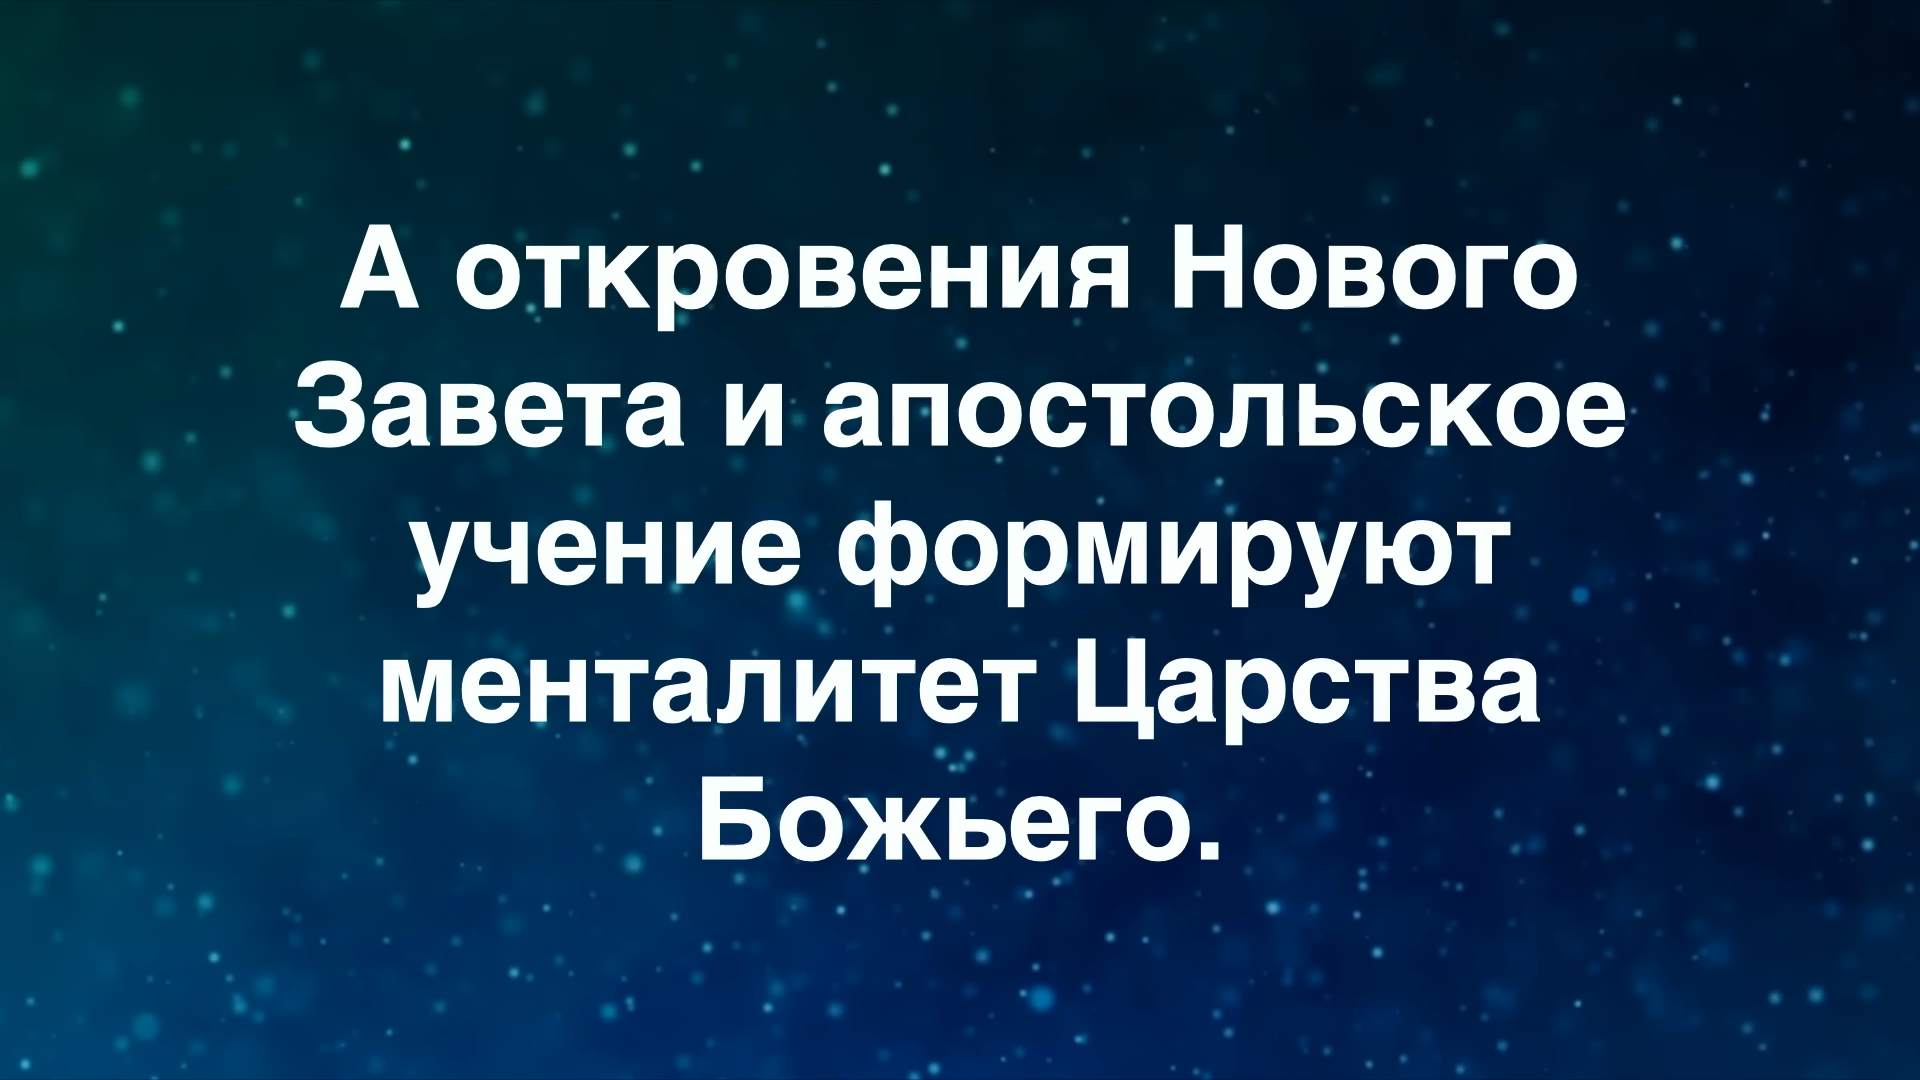 А откровения Нового
Завета и апостольское
учение формируют
менталитет Царства
Божьего.